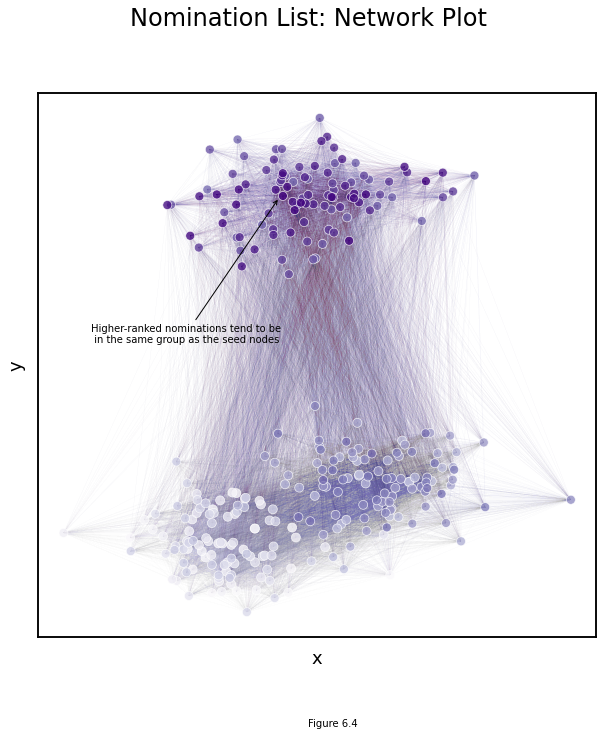 Nomination List: Network Plot
Higher-ranked nominations tend to be
in the same group as the seed nodes
y
x
Figure 6.4